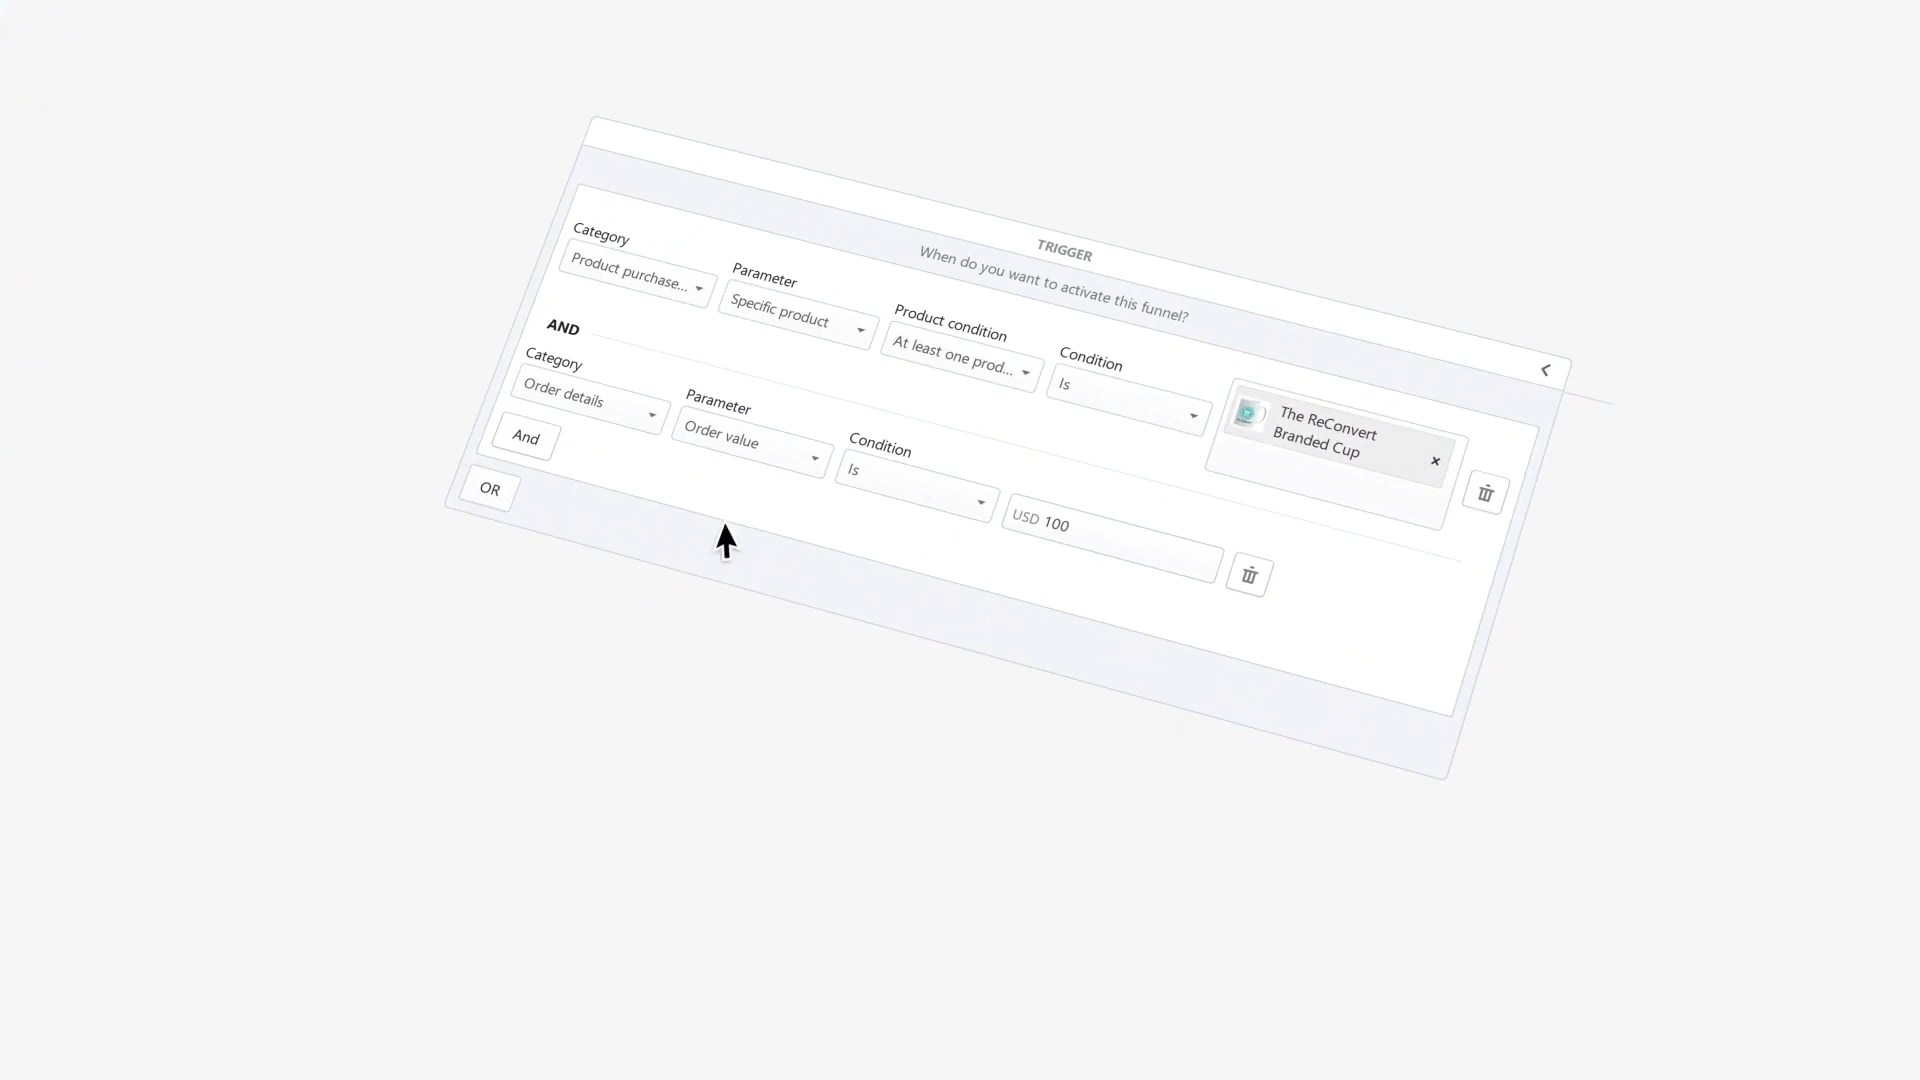 TRIGGER
When do you want to activate this funnel?
Category
Product purchase...
Parameter
Specific product
Product condition
At least one prod...
Condition
Is
The ReConvert
Branded Cup
AND
Category
Order details
Parameter
Order value
Condition
Is
USD 100
And
OR